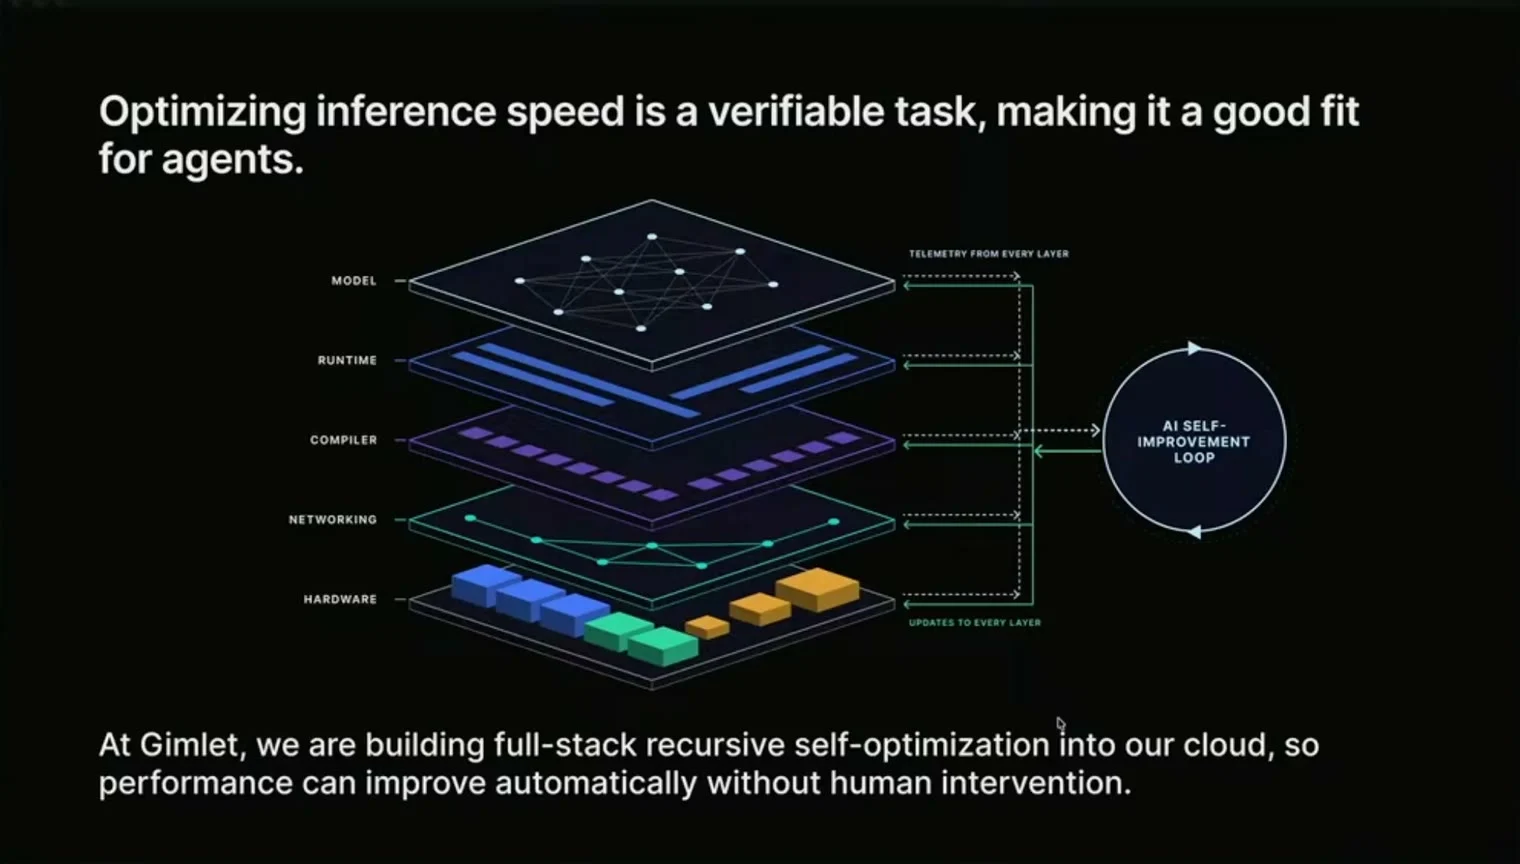 Optimizing inference speed is a verifiable task, making it a good fit
for agents.
TELEMETRY FROM EVERY LAYER
MODEL
RUNTIME
COMPILER
NETWORKING
HARDWARE
AI SELF-
IMPROVEMENT
LOOP
UPDATES TO EVERY LAYER
At Gimlet, we are building full-stack recursive self-optimization into our cloud, so
performance can improve automatically without human intervention.